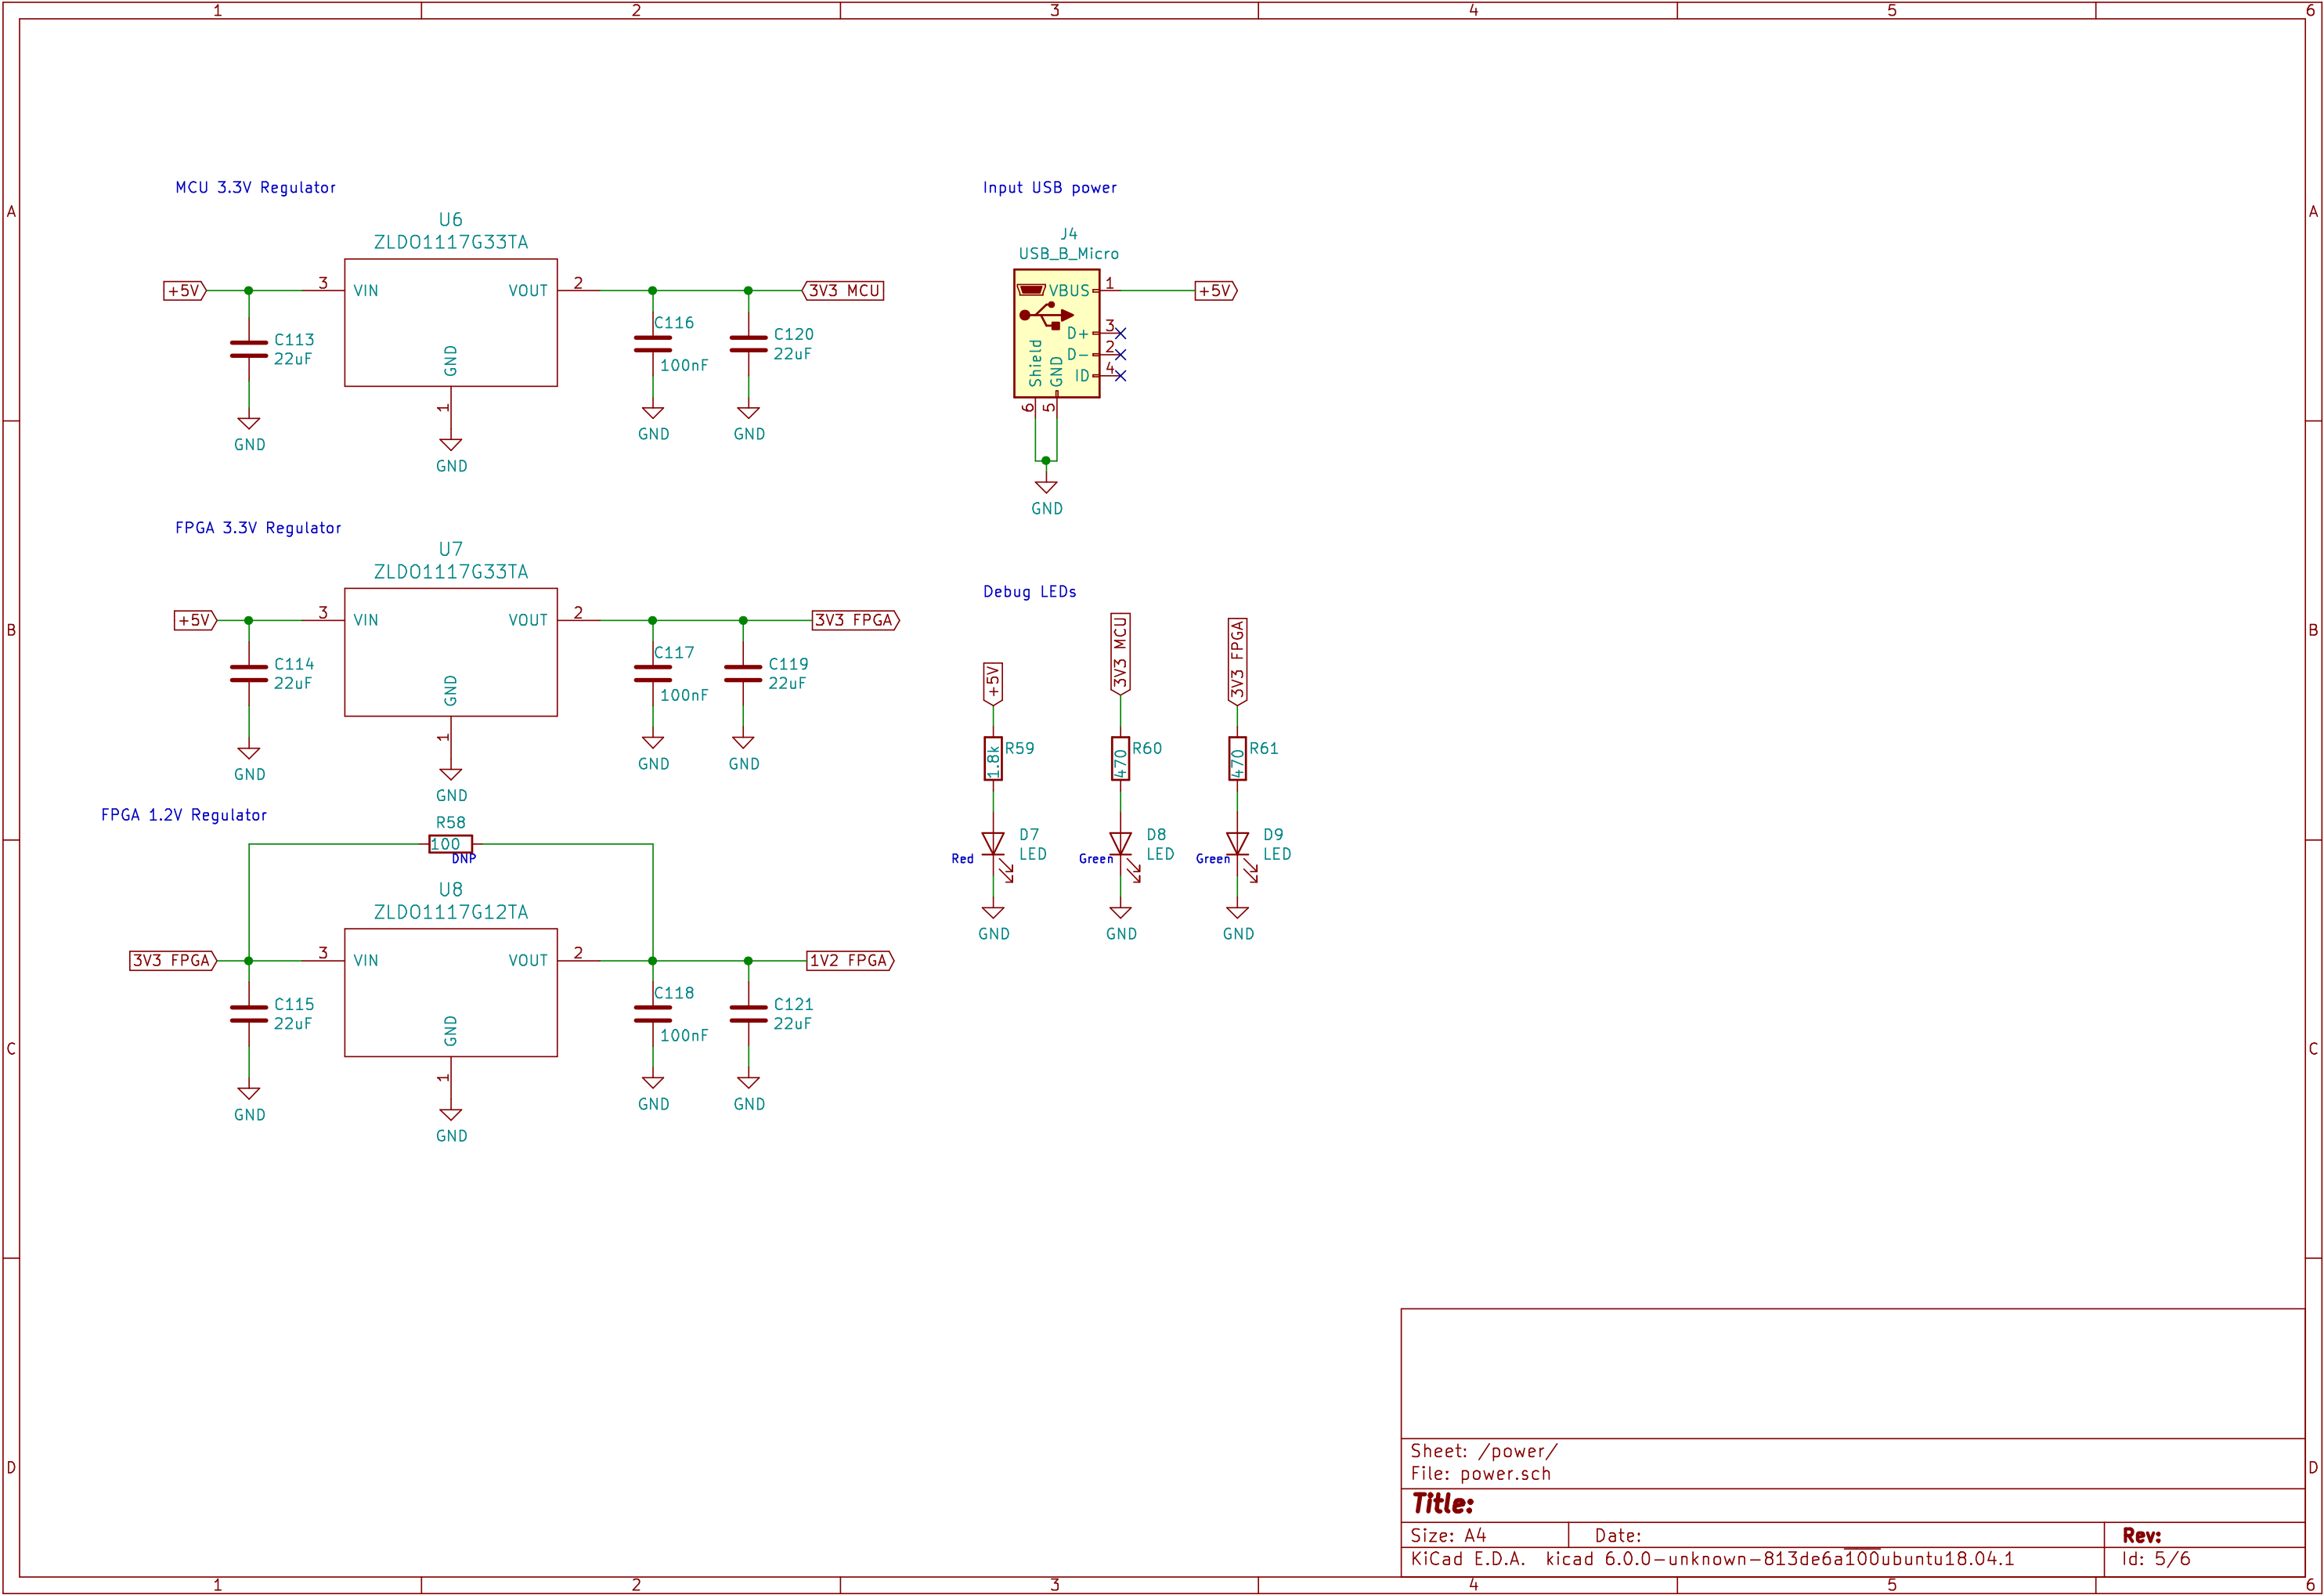 1 2 3 4 5 6
A A
MCU 3.3V Regulator
U6
ZLDO1117G33TA
+5V
3 VIN
VOUT 2
GND
1
GND
C113
22uF
GND
C116
100nF
GND
C120
22uF
GND
3V3 MCU
Input USB power
J4
USB_B_Micro
VBUS 1
D+ 3
D- 2
ID 4
Shield
GND
6 5
GND
+5V
B B
FPGA 3.3V Regulator
U7
ZLDO1117G33TA
+5V
3 VIN
VOUT 2
GND
1
GND
C114
22uF
GND
C117
100nF
GND
C119
22uF
GND
3V3 FPGA
Debug LEDs
+5V
R59
1.8k
D7
LED
Red
GND
3V3 MCU
R60
470
D8
LED
Green
GND
3V3 FPGA
R61
470
D9
LED
Green
GND
C C
FPGA 1.2V Regulator
R58
100
DNP
U8
ZLDO1117G12TA
3V3 FPGA
3 VIN
VOUT 2
GND
1
GND
C115
22uF
GND
C118
100nF
GND
C121
22uF
GND
1V2 FPGA
D D
Sheet: /power/
File: power.sch
Title:
Size: A4 Date: Rev:
KiCad E.D.A. kicad 6.0.0-unknown-813de6a100ubuntu18.04.1 Id: 5/6
1 2 3 4 5 6